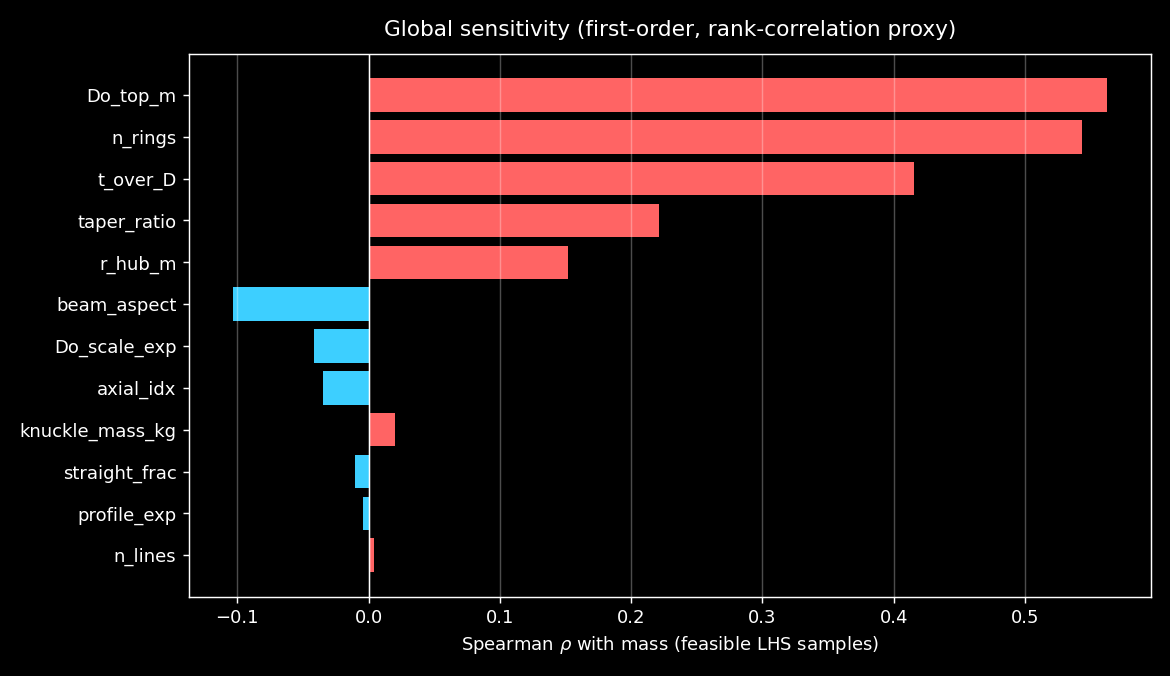 Global sensitivity (first-order, rank-correlation proxy)
Do_top_m
n_rings
t_over_D
taper_ratio
r_hub_m
beam_aspect
Do_scale_exp
axial_idx
knuckle_mass_kg
straight_frac
profile_exp
n_lines
−0.1 0.0 0.1 0.2 0.3 0.4 0.5
Spearman ρ with mass (feasible LHS samples)